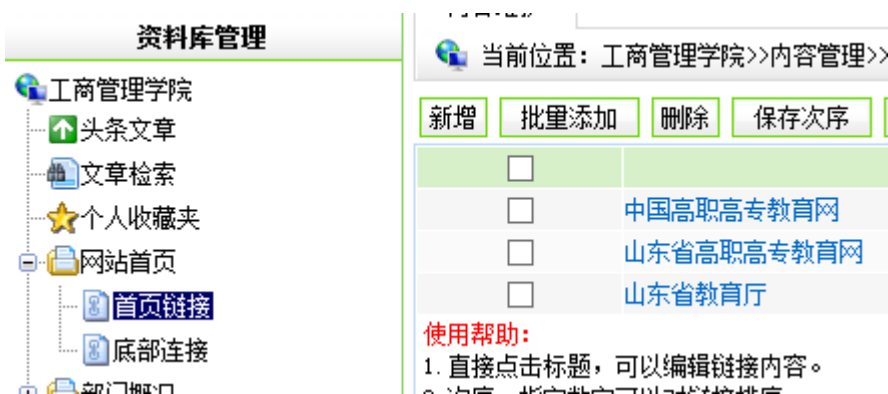 资料库管理
工商管理学院
头条文章
文章检索
个人收藏夹
网站首页
首页链接
底部连接
部门概况
当前位置：工商管理学院>>内容管理>>
新增 批里添加 删除 保存次序
中国高职高专教育网
山东省高职高专教育网
山东省教育厅
使用帮助：
1. 直接点击标题，可以编辑链接内容。